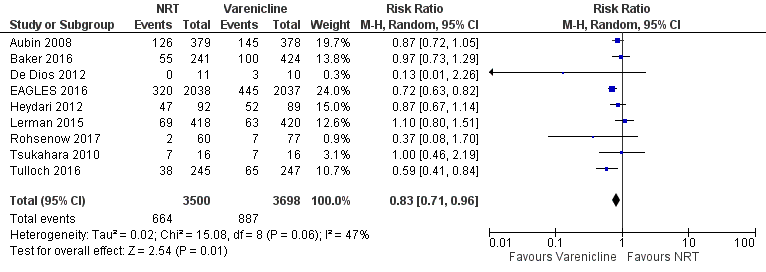 NRT Varenicline Risk Ratio Risk Ratio
Study or Subgroup Events Total Events Total Weight M-H, Random, 95% CI M-H, Random, 95% CI
Aubin 2008 126 379 145 378 19.7% 0.87 [0.72, 1.05]
Baker 2016 55 241 100 424 13.8% 0.97 [0.73, 1.29]
De Dios 2012 0 11 3 10 0.3% 0.13 [0.01, 2.26]
EAGLES 2016 320 2038 445 2037 24.0% 0.72 [0.63, 0.82]
Heydari 2012 47 92 52 89 14.9% 0.87 [0.67, 1.14]
Lerman 2015 69 418 63 420 12.6% 1.10 [0.80, 1.51]
Rohsenow 2017 2 60 7 77 0.9% 0.37 [0.08, 1.70]
Tsukahara 2010 7 16 7 16 3.1% 1.00 [0.46, 2.19]
Tulloch 2016 38 245 65 247 10.7% 0.59 [0.41, 0.84]
Total (95% CI) 3500 3698 100.0% 0.83 [0.71, 0.96]
Total events 664 887
Heterogeneity: Tau² = 0.02; Chi² = 15.08, df = 8 (P = 0.06); I² = 47%
Test for overall effect: Z = 2.54 (P = 0.01)
0.01 0.1 1 10 100
Favours Varenicline Favours NRT